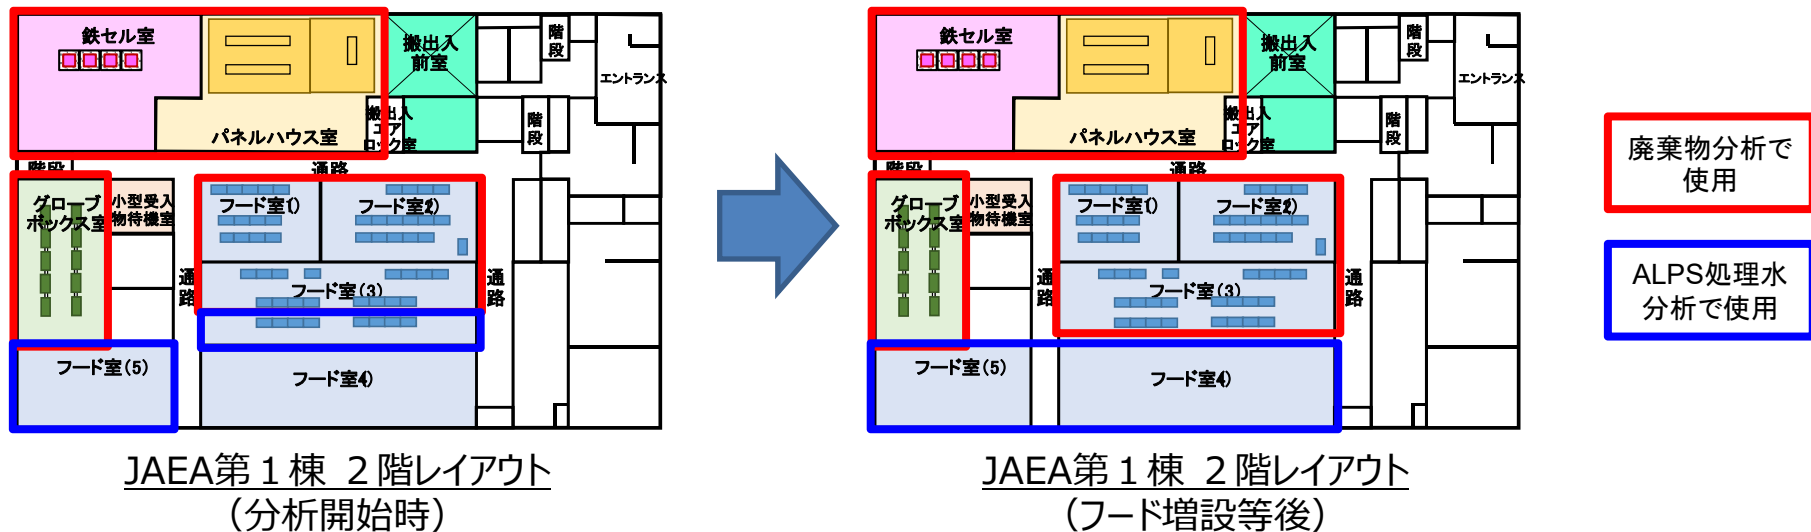 鉄セル室
搬出入
前室
階
段
エントランス
パネルハウス室
搬出入
エア
ロック室
階
段
階段
通路
グローブ
ボックス室
小型受入
物待機室
フード室1)
フード室2)
通
路
フード室(3)
通
路
フード室(5)
フード室4)
JAEA第1棟 2階レイアウト
（分析開始時）
鉄セル室
搬出入
前室
階
段
エントランス
パネルハウス室
搬出入
エア
ロック室
階
段
階段
通路
グローブ
ボックス室
小型受入
物待機室
フード室1)
フード室2)
通
路
フード室(3)
通
路
フード室(5)
フード室4)
JAEA第1棟 2階レイアウト
（フード増設等後）
廃棄物分析で
使用
ALPS処理水
分析で使用